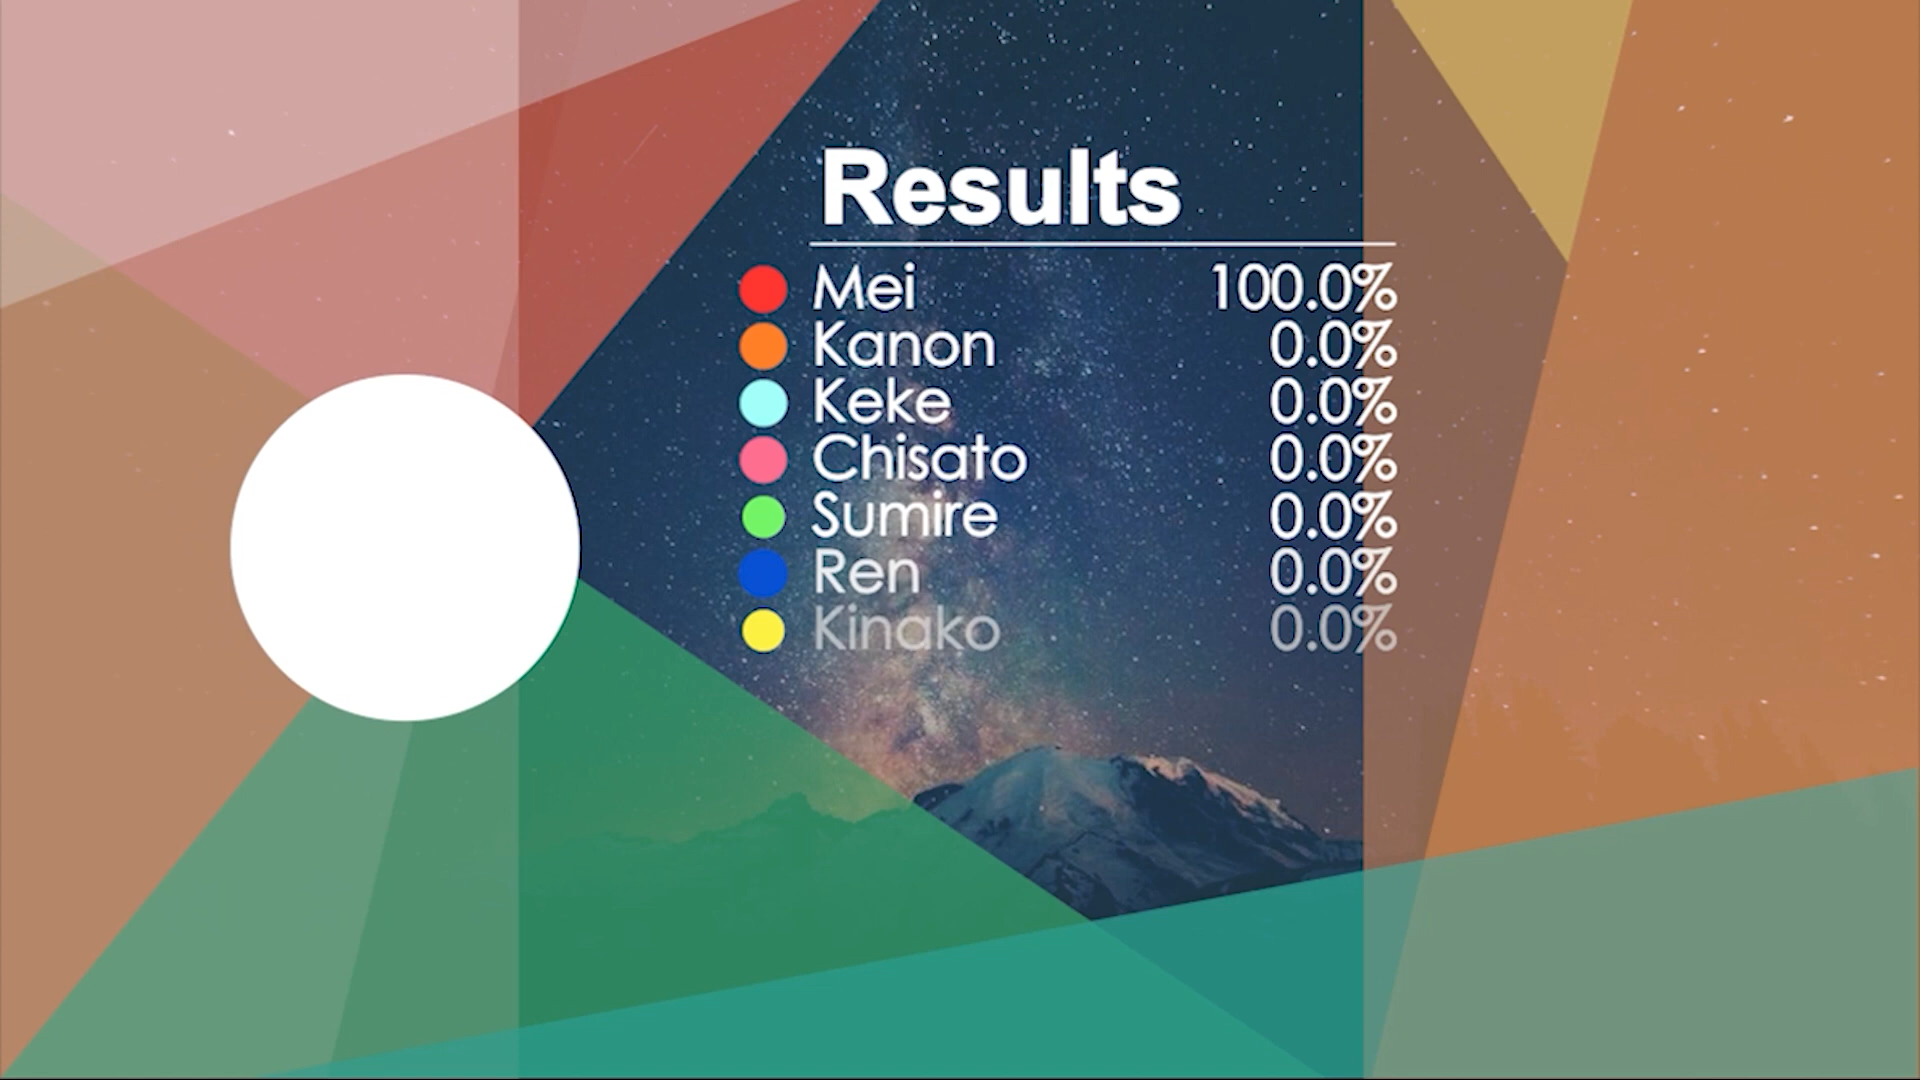 Results
Mei 100.0%
Kanon 0.0%
Keke 0.0%
Chisato 0.0%
Sumire 0.0%
Ren 0.0%
Kinako 0.0%